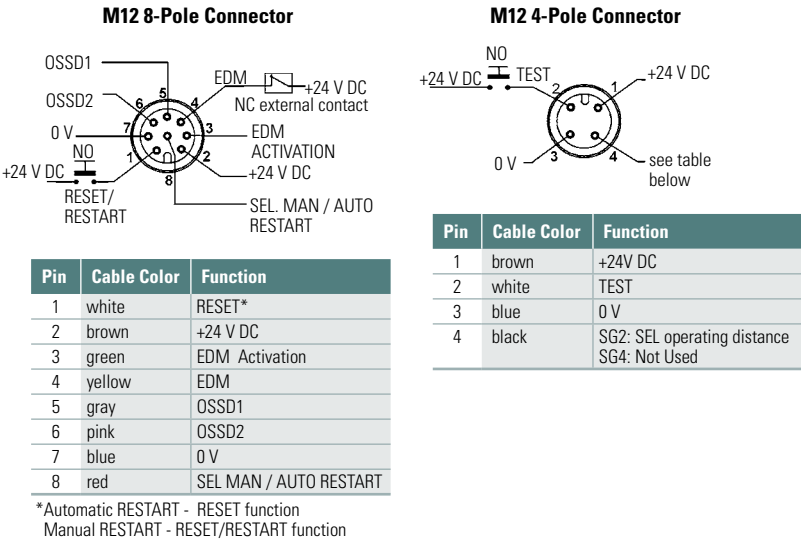 M12 8-Pole Connector
OSSD1
OSSD2
0 V
NO
+24 V DC
RESET/
RESTART
EDM
+24 V DC
NC external contact
EDM
ACTIVATION
+24 V DC
SEL. MAN / AUTO
RESTART
5
6
4
7
3
1
2
8
Pin Cable Color Function
1 white RESET*
2 brown +24 V DC
3 green EDM Activation
4 yellow EDM
5 gray OSSD1
6 pink OSSD2
7 blue 0 V
8 red SEL MAN / AUTO RESTART
*Automatic RESTART - RESET function
Manual RESTART - RESET/RESTART function
M12 4-Pole Connector
NO
+24 V DC
TEST
+24 V DC
2
1
3
4
0 V
see table
below
Pin Cable Color Function
1 brown +24V DC
2 white TEST
3 blue 0 V
4 black SG2: SEL operating distance
SG4: Not Used